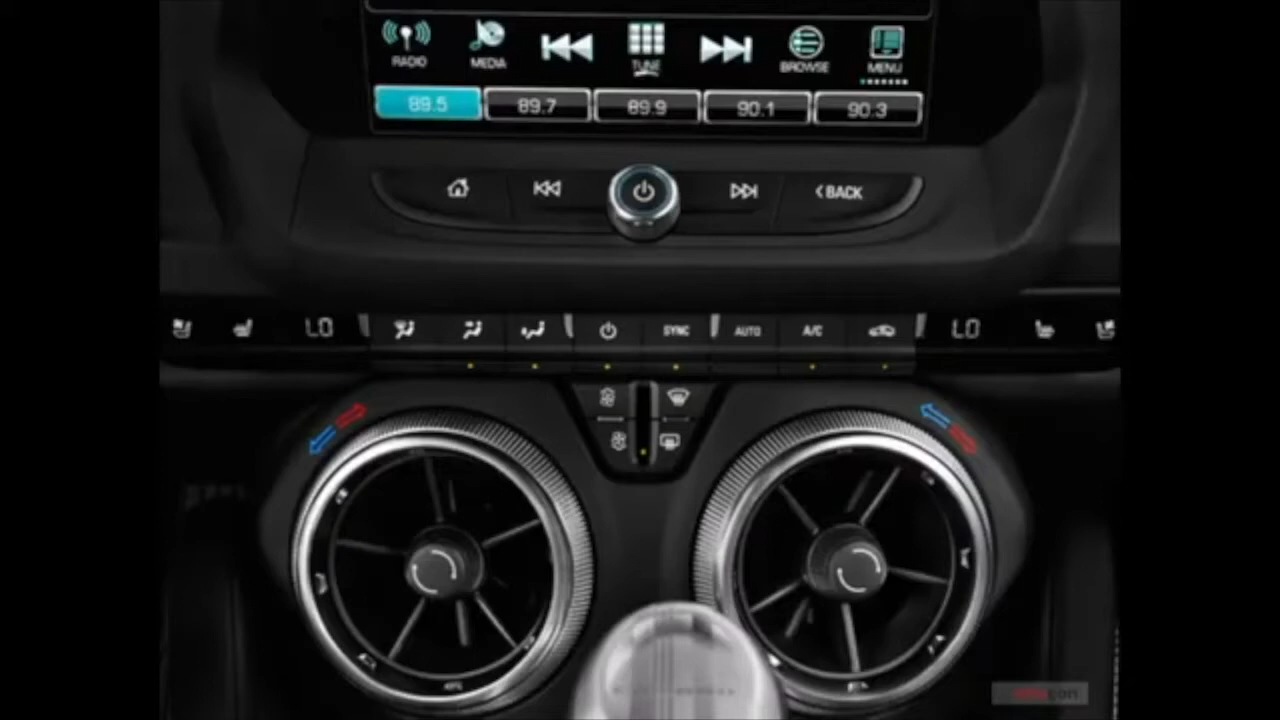 RADIO MEDIA TUNE BROWSE MENU
89.5 89.7 89.9 90.1 90.3
< BACK
LO SYNC AUTO A/C LO